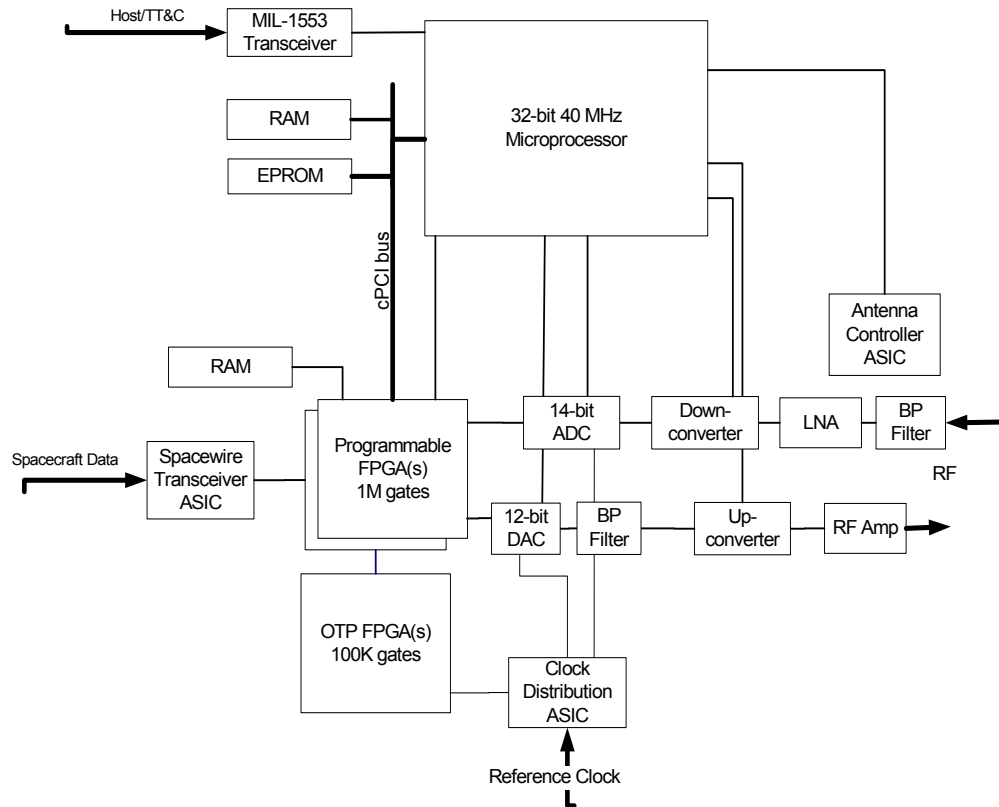 Host/TT&C
MIL-1553
Transceiver
RAM
EPROM
32-bit 40 MHz
Microprocessor
cPCI bus
Antenna
Controller
ASIC
RAM
Programmable
FPGA(s)
1M gates
14-bit
ADC
Down-
converter
LNA
BP
Filter
Spacecraft Data
Spacewire
Transceiver
ASIC
RF
12-bit
DAC
BP
Filter
Up-
converter
RF Amp
OTP FPGA(s)
100K gates
Clock
Distribution
ASIC
Reference Clock